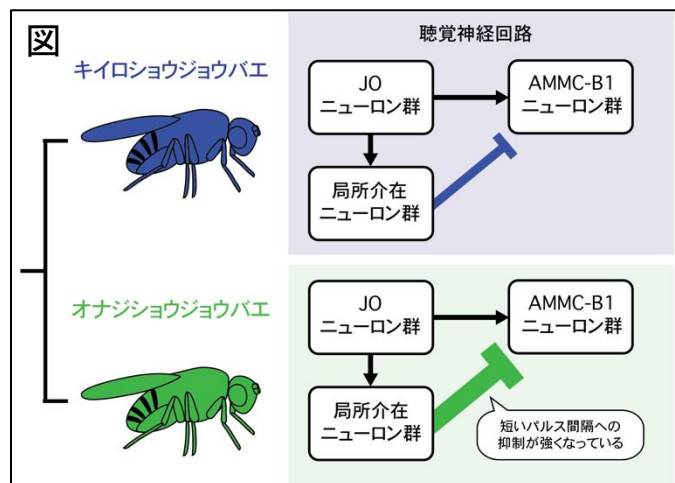 図
聴覚神経回路
キイロショウジョウバエ
JO
ニューロン群
AMMC-B1
ニューロン群
局所介在
ニューロン群
オナジショウジョウバエ
JO
ニューロン群
AMMC-B1
ニューロン群
局所介在
ニューロン群
短いパルス間隔への
抑制が強くなっている